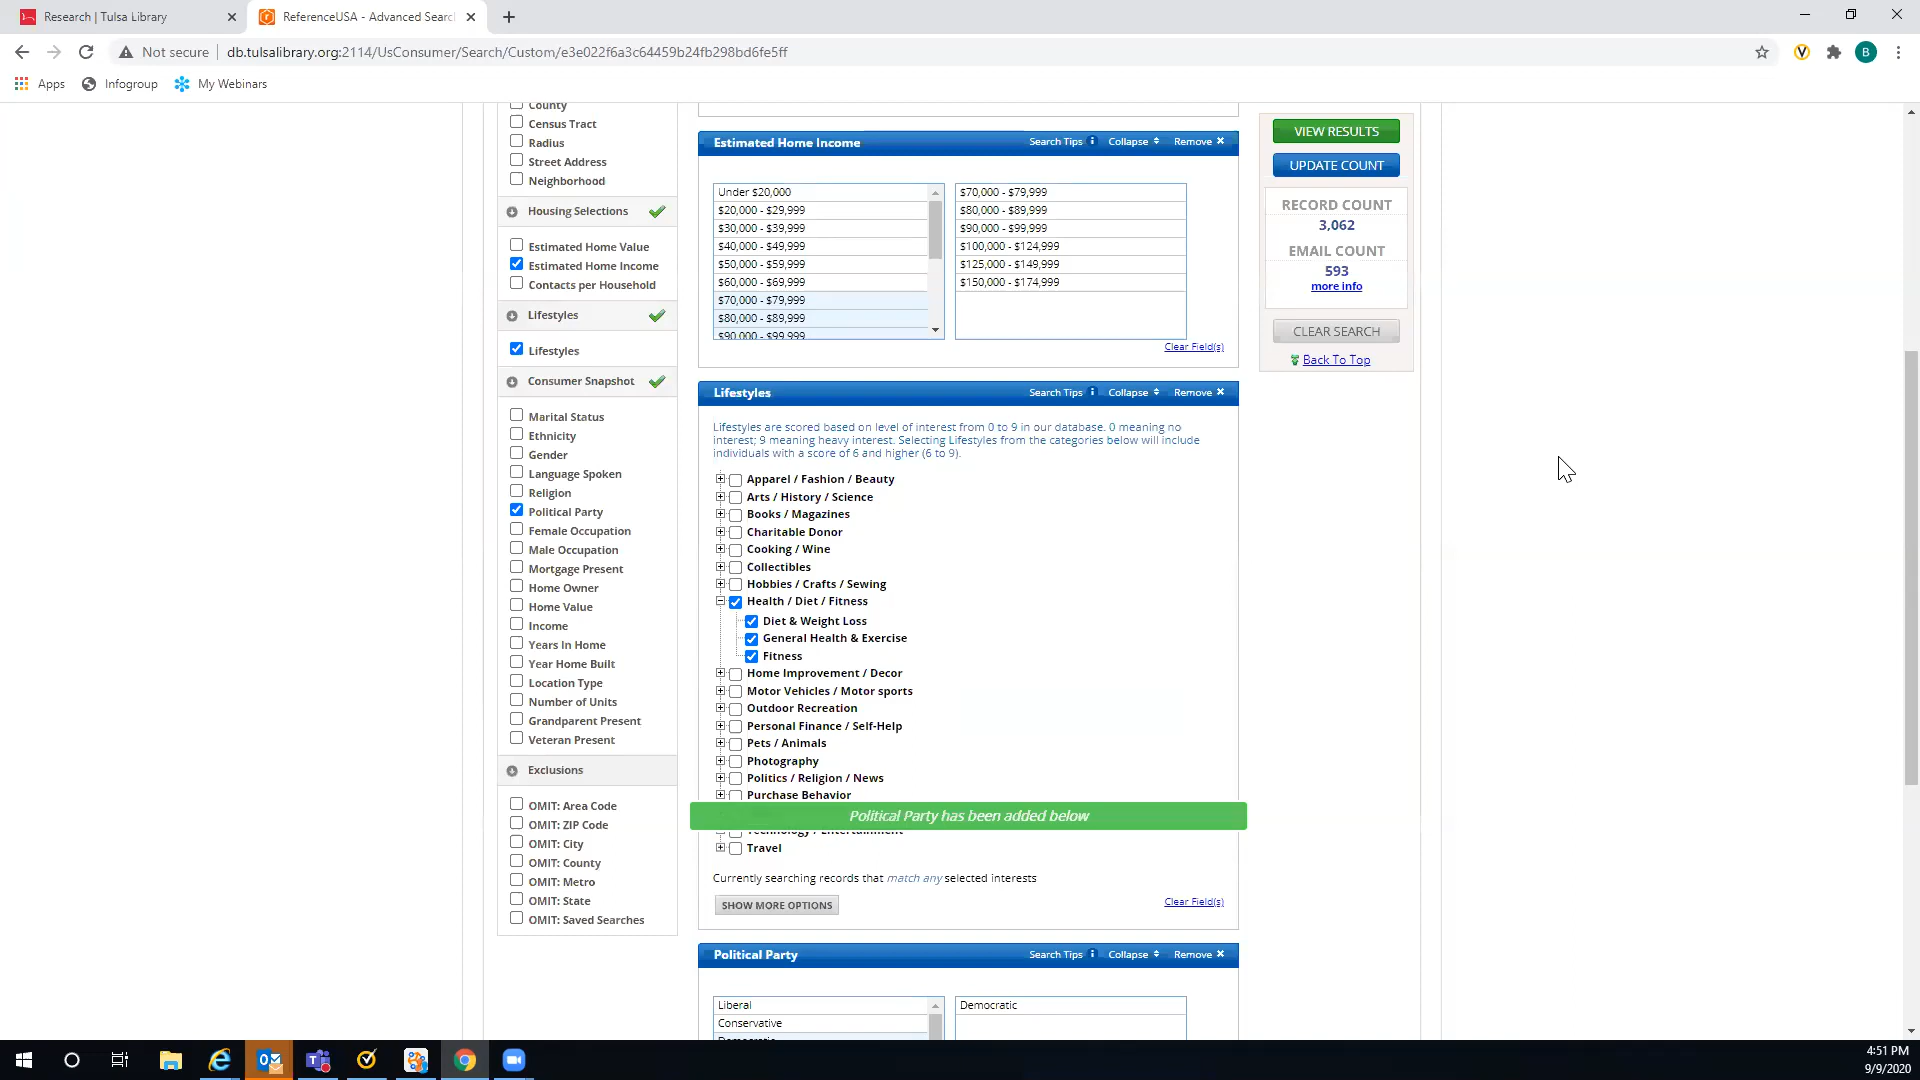 Research | Tulsa Library
ReferenceUSA - Advanced Searc
Not secure
db.tulsalibrary.org:2114/UsConsumer/Search/Custom/e3e022f6a3c64459b24fb298bd6fe5ff
B
Apps
Infogroup
My Webinars
County
Census Tract
Radius
Street Address
Neighborhood
Housing Selections
Estimated Home Value
Estimated Home Income
Contacts per Household
Lifestyles
Lifestyles
Consumer Snapshot
Marital Status
Ethnicity
Gender
Language Spoken
Religion
Political Party
Female Occupation
Male Occupation
Mortgage Present
Home Owner
Home Value
Income
Years In Home
Year Home Built
Location Type
Number of Units
Grandparent Present
Veteran Present
Exclusions
OMIT: Area Code
OMIT: ZIP Code
OMIT: City
OMIT: County
OMIT: Metro
OMIT: State
OMIT: Saved Searches
Estimated Home Income
Search Tips
Collapse
Remove
Under $20,000
$20,000 - $29,999
$30,000 - $39,999
$40,000 - $49,999
$50,000 - $59,999
$60,000 - $69,999
$70,000 - $79,999
$80,000 - $89,999
$90,000 - $99,999
$70,000 - $79,999
$80,000 - $89,999
$90,000 - $99,999
$100,000 - $124,999
$125,000 - $149,999
$150,000 - $174,999
Clear Field(s)
Lifestyles
Search Tips
Collapse
Remove
Lifestyles are scored based on level of interest from 0 to 9 in our database. 0 meaning no
interest; 9 meaning heavy interest. Selecting Lifestyles from the categories below will include
individuals with a score of 6 and higher (6 to 9).
Apparel / Fashion / Beauty
Arts / History / Science
Books / Magazines
Charitable Donor
Cooking / Wine
Collectibles
Hobbies / Crafts / Sewing
Health / Diet / Fitness
Diet & Weight Loss
General Health & Exercise
Fitness
Home Improvement / Decor
Motor Vehicles / Motor sports
Outdoor Recreation
Personal Finance / Self-Help
Pets / Animals
Photography
Politics / Religion / News
Purchase Behavior
Political Party has been added below
Technology / Entertainment
Travel
Currently searching records that match any selected interests
SHOW MORE OPTIONS
Clear Field(s)
Political Party
Search Tips
Collapse
Remove
Liberal
Conservative
Democratic
Democratic
VIEW RESULTS
UPDATE COUNT
RECORD COUNT
3,062
EMAIL COUNT
593
more info
CLEAR SEARCH
Back To Top
4:51 PM
9/9/2020